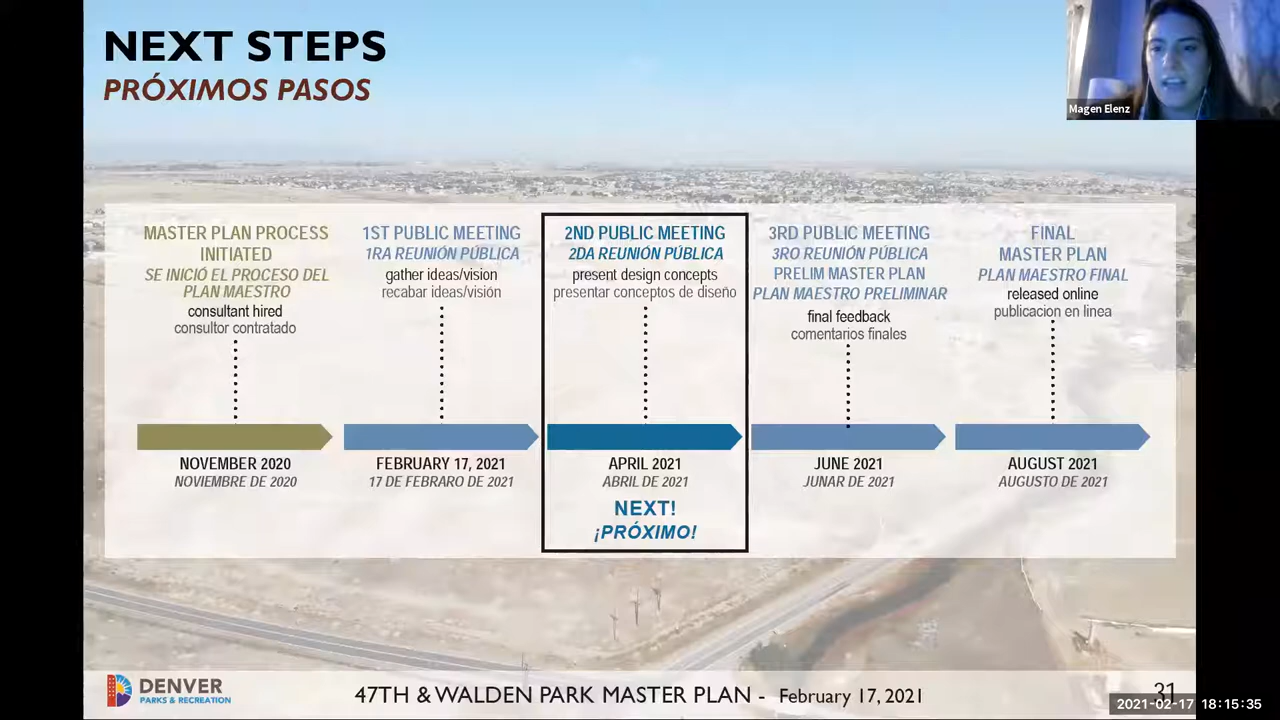 NEXT STEPS
PRÓXIMOS PASOS
Magen Elenz
MASTER PLAN PROCESS
INITIATED
SE INICIÓ EL PROCESO DEL
PLAN MAESTRO
consultant hired
consultor contratado
NOVEMBER 2020
NOVIEMBRE DE 2020
1ST PUBLIC MEETING
1RA REUNIÓN PÚBLICA
gather ideas/vision
recabar ideas/visión
FEBRUARY 17, 2021
17 DE FEBRARO DE 2021
2ND PUBLIC MEETING
2DA REUNIÓN PÚBLICA
present design concepts
presentar conceptos de diseño
APRIL 2021
ABRIL DE 2021
NEXT!
¡PRÓXIMO!
3RD PUBLIC MEETING
3RO REUNIÓN PÚBLICA
PRELIM MASTER PLAN
PLAN MAESTRO PRELIMINAR
final feedback
comentarios finales
JUNE 2021
JUNAR DE 2021
FINAL
MASTER PLAN
PLAN MAESTRO FINAL
released online
publicacion en linea
AUGUST 2021
AUGUSTO DE 2021
DENVER
PARKS & RECREATION
47TH & WALDEN PARK MASTER PLAN - February 17, 2021
31
2021-02-17 18:15:35